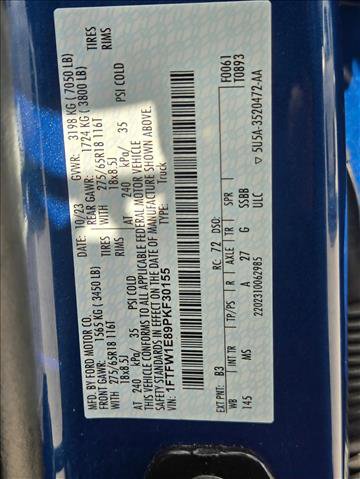 MFD. BY FORD MOTOR CO.
DATE: 10/23 GVWR: 3198 KG (7050 LB)
FRONT GAWR: 1565 KG (3450 LB) REAR GAWR: 1724 KG (3800 LB)
WITH 275/65R18 116T TIRES WITH 275/65R18 116T TIRES
18x8.5J RIMS 18x8.5J RIMS
AT 240 kPa/ 35 PSI COLD AT 240 kPa/ 35 PSI COLD
THIS VEHICLE CONFORMS TO ALL APPLICABLE FEDERAL MOTOR VEHICLE
SAFETY STANDARDS IN EFFECT ON THE DATE OF MANUFACTURE SHOWN ABOVE.
VIN: 1FTFW1E89PKF30155
TYPE: Truck
F0061
T0893
EXT PNT: B3 RC: 72 DSO:
WB INT TR TP/PS R AXLE TR SPR
145 MS A 27 G SSBB
2202310062985 ULC
▽ 5U5A-3520472-AA